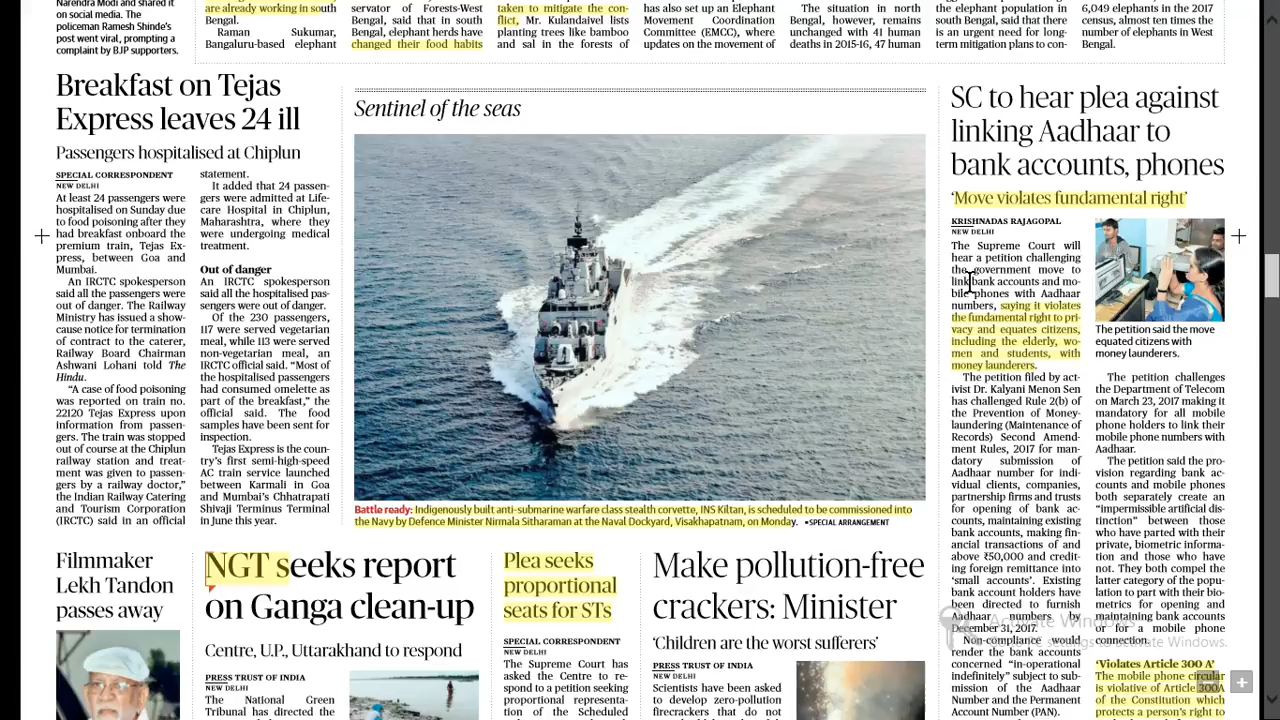 Narendra Modi and shared it
on social media. The
policeman Ramesh Shinde's
post went viral, prompting a
complaint by BJP supporters.
are already working in south
Bengal.
Raman Sukumar,
Bangaluru-based elephant
servator of Forests-West
Bengal, said that in south
Bengal, elephant herds have
changed their food habits
taken to mitigate the con-
flict, Mr. Kulandaivel lists
planting trees like bamboo
and sal in the forests of
has also set up an Elephant
Movement Coordination
Committee (EMCC), where
updates on the movement of
The situation in north
Bengal, however, remains
unchanged with 41 human
deaths in 2015-16, 47 human
the elephant population in
south Bengal, said that there
is an urgent need for long-
term mitigation plans to con-
6,049 elephants in the 2017
census, almost ten times the
number of elephants in West
Bengal.
Breakfast on Tejas
Express leaves 24 ill
Passengers hospitalised at Chiplun
SPECIAL CORRESPONDENT
NEW DELHI
At least 24 passengers were
hospitalised on Sunday due
to food poisoning after they
had breakfast onboard the
premium train, Tejas Ex-
press, between Goa and
Mumbai.
An IRCTC spokesperson
said all the passengers were
out of danger. The Railway
Ministry has issued a show-
cause notice for termination
of contract to the caterer,
Railway Board Chairman
Ashwani Lohani told The
Hindu.
"A case of food poisoning
was reported on train no.
22120 Tejas Express upon
information from passen-
gers. The train was stopped
out of course at the Chiplun
railway station and treat-
ment was given to passen-
gers by a railway doctor,"
the Indian Railway Catering
and Tourism Corporation
(IRCTC) said in an official
statement.
It added that 24 passen-
gers were admitted at Life-
care Hospital in Chiplun,
Maharashtra, where they
were undergoing medical
treatment.
Out of danger
An IRCTC spokesperson
said all the hospitalised pas-
sengers were out of danger.
Of the 230 passengers,
117 were served vegetarian
meal, while 113 were served
non-vegetarian meal, an
IRCTC official said. "Most of
the hospitalised passengers
had consumed omelette as
part of the breakfast," the
official said. The food
samples have been sent for
inspection.
Tejas Express is the coun-
try's first semi-high-speed
AC train service launched
between Karmali in Goa
and Mumbai's Chhatrapati
Shivaji Terminus Terminal
in June this year.
Sentinel of the seas
Battle ready: Indigenously built anti-submarine warfare class stealth corvette, INS Kiltan, is scheduled to be commissioned into
the Navy by Defence Minister Nirmala Sitharaman at the Naval Dockyard, Visakhapatnam, on Monday. •SPECIAL ARRANGEMENT
SC to hear plea against
linking Aadhaar to
bank accounts, phones
'Move violates fundamental right'
KRISHNADAS RAJAGOPAL
NEW DELHI
The Supreme Court will
hear a petition challenging
the government move to
link bank accounts and mo-
bile phones with Aadhaar
numbers, saying it violates
the fundamental right to pri-
vacy and equates citizens,
including the elderly, wo-
men and students, with
money launderers.
The petition filed by act-
ivist Dr. Kalyani Menon Sen
has challenged Rule 2(b) of
the Prevention of Money-
laundering (Maintenance of
Records) Second Amend-
ment Rules, 2017 for man-
datory submission of
Aadhaar number for indi-
vidual clients, companies,
partnership firms and trusts
for opening of bank ac-
counts, maintaining existing
bank accounts, making fin-
ancial transactions of and
above ₹50,000 and credit-
ing foreign remittance into
'small accounts'. Existing
bank account holders have
been directed to furnish
Aadhaar numbers by
December 31, 2017.
Non-compliance would
render the bank accounts
concerned "in-operational
indefinitely" subject to sub-
mission of the Aadhaar
Number and the Permanent
Account Number (PAN).
The petition said the move
equated citizens with
money launderers.
The petition challenges
the Department of Telecom
on March 23, 2017 making it
mandatory for all mobile
phone holders to link their
mobile phone numbers with
Aadhaar.
The petition said the pro-
vision regarding bank ac-
counts and mobile phones
both separately create an
"impermissible artificial dis-
tinction" between those
who have parted with their
private, biometric informa-
tion and those who have
not. They both compel the
latter category of the popu-
lation to part with their bio-
metrics for opening and
maintaining bank accounts
or for a mobile phone
connection.
'Violates Article 300 A'
The mobile phone circular
is violative of Article 300A
of the Constitution which
protects a person's right to
Filmmaker
Lekh Tandon
passes away
NGT seeks report
on Ganga clean-up
Centre, U.P., Uttarakhand to respond
PRESS TRUST OF INDIA
NEW DELHI
The National Green
Tribunal has directed the
Plea seeks
proportional
seats for STs
SPECIAL CORRESPONDENT
NEW DELHI
The Supreme Court has
asked the Centre to re-
spond to a petition seeking
proportional representa-
tion of the Scheduled
Make pollution-free
crackers: Minister
'Children are the worst sufferers'
PRESS TRUST OF INDIA
NEW DELHI
Scientists have been asked
to develop zero-pollution
firecrackers that do not
Activate Windows
Go to PC settings to activate Windows.